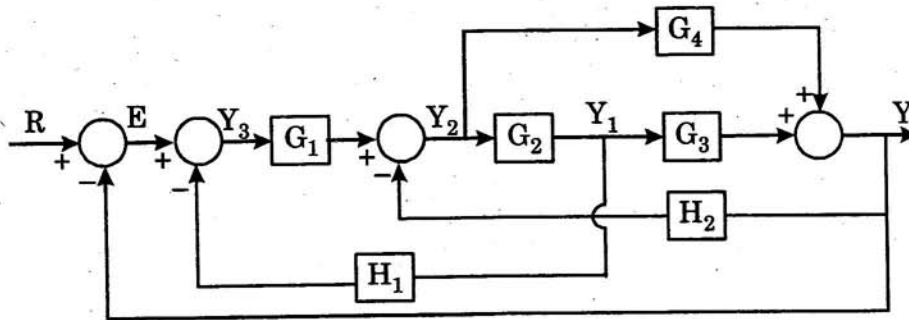 G₄
R + E + Y₃ G₁ + Y₂ G₂ Y₁ G₃ + + Y
− − −
H₂
H₁